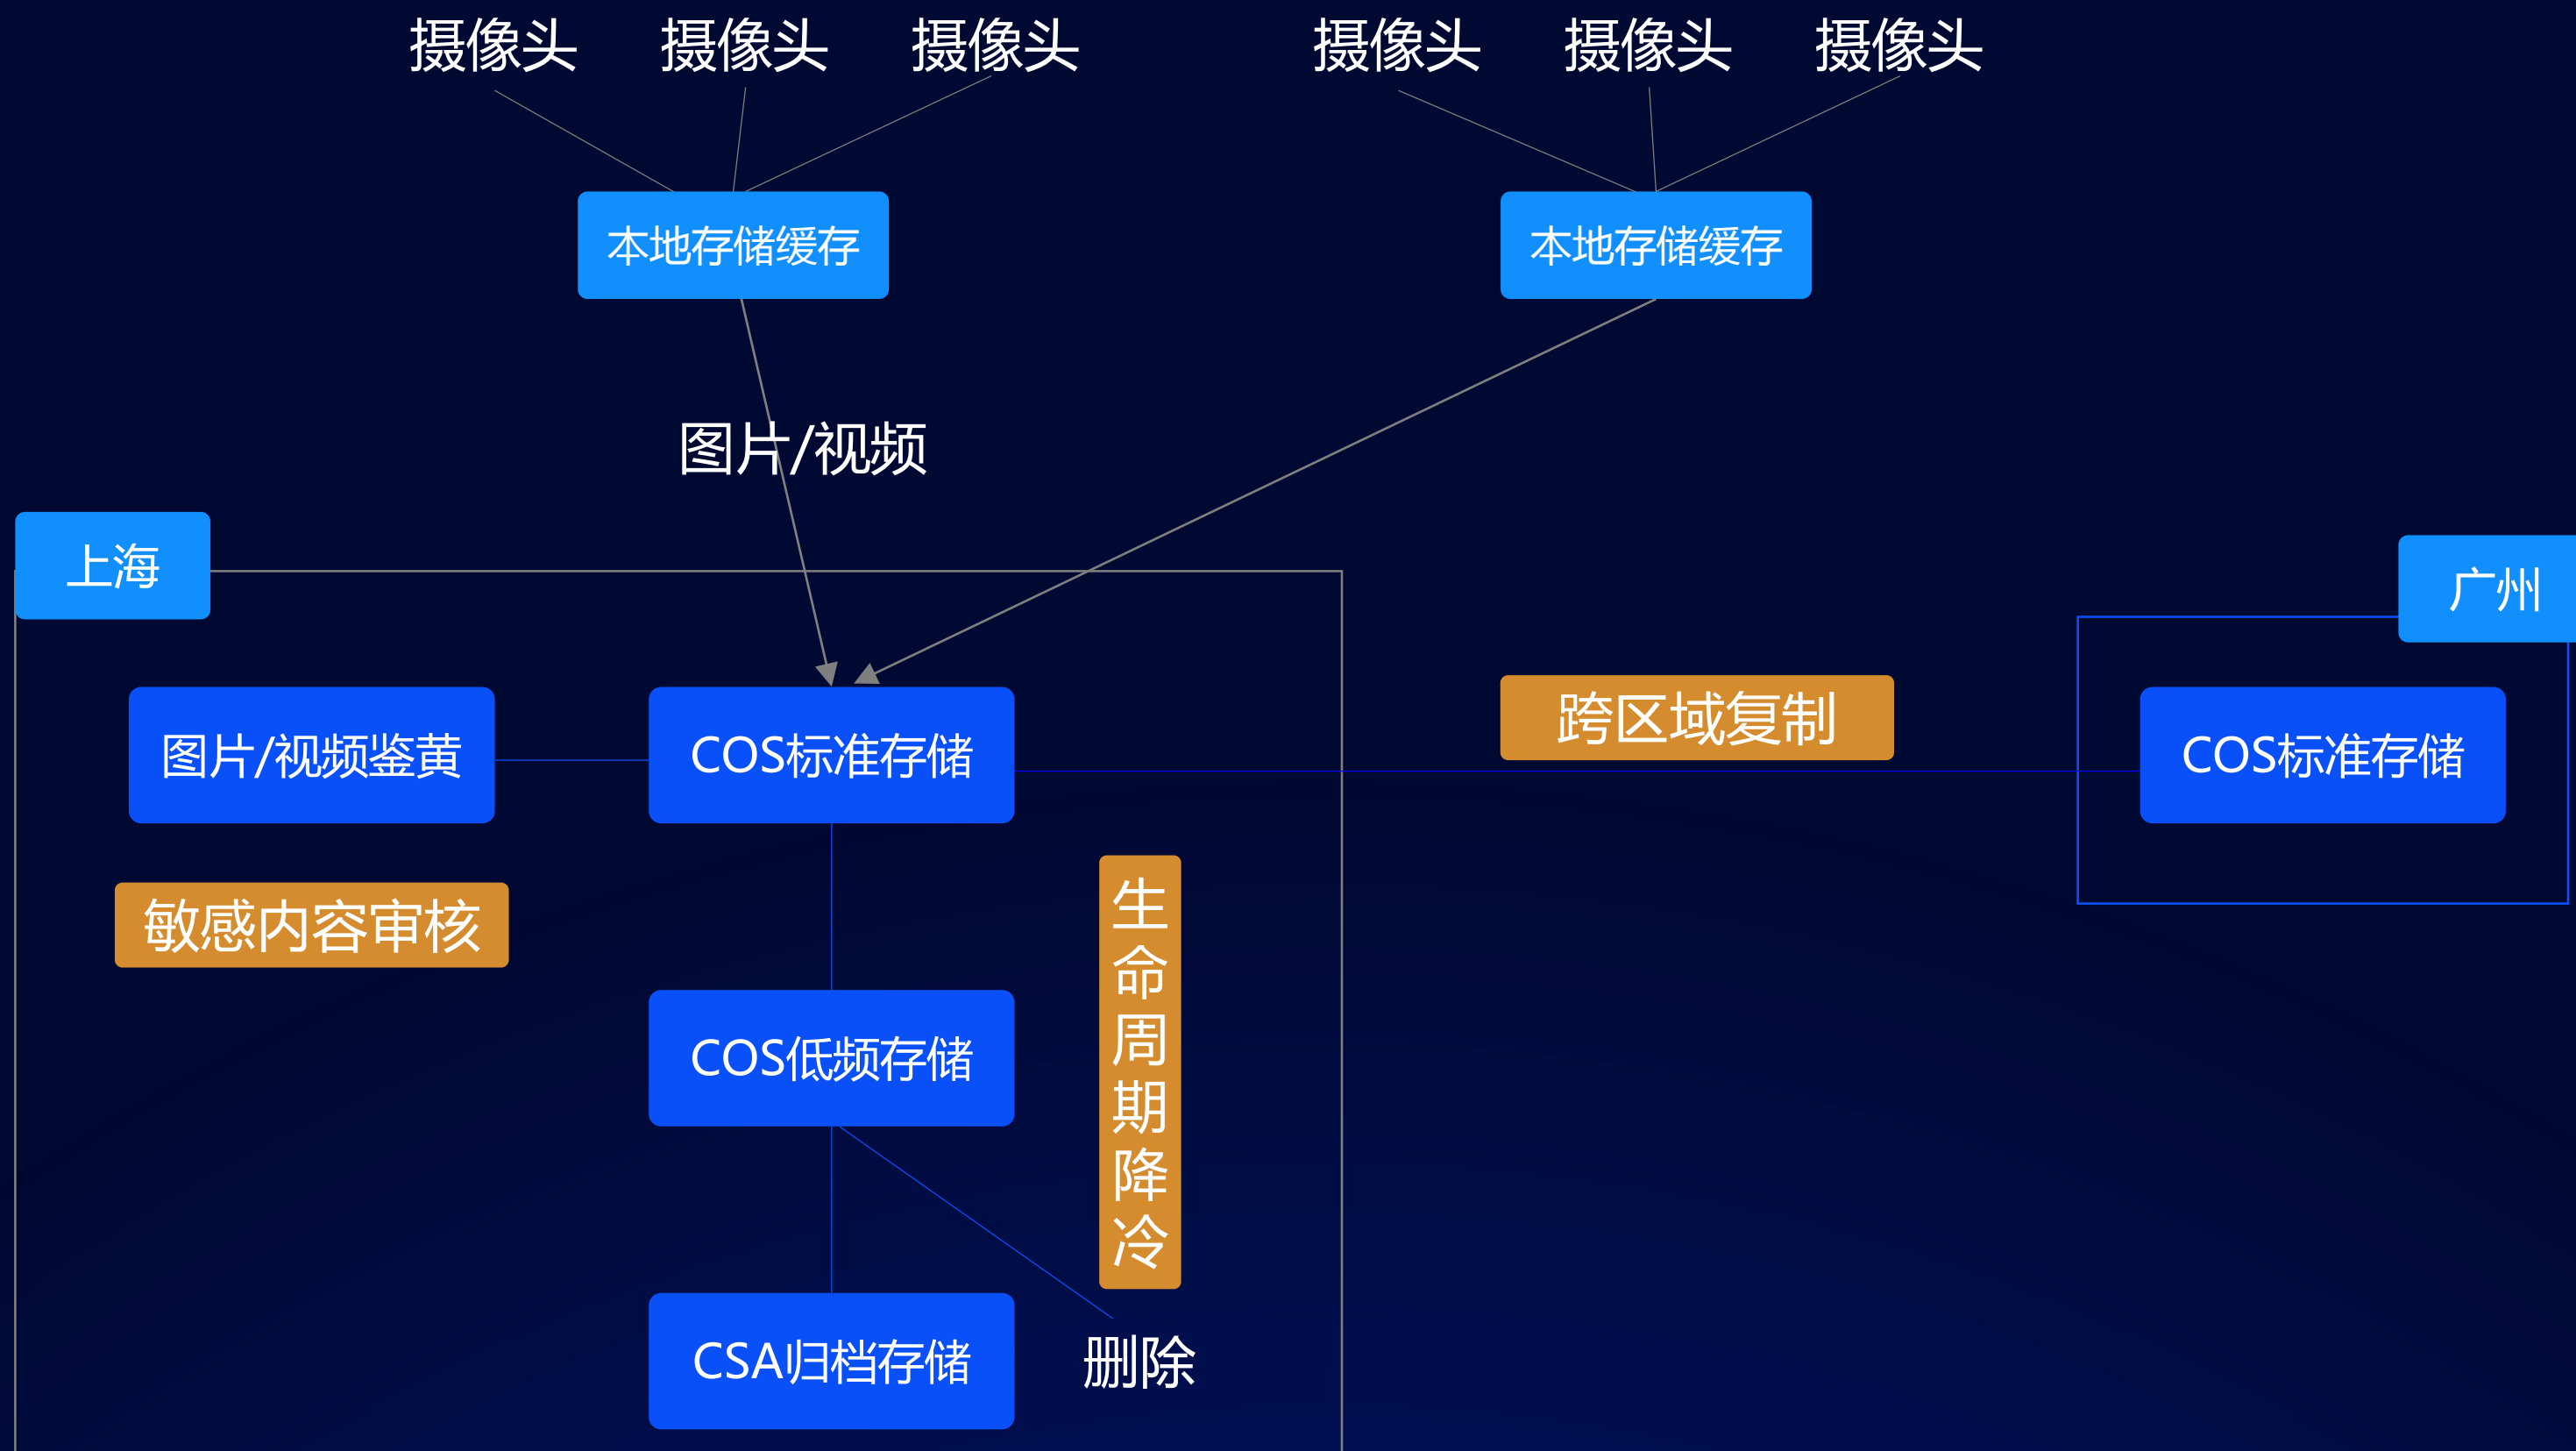 摄像头
摄像头
摄像头
摄像头
摄像头
摄像头
本地存储缓存
本地存储缓存
图片/视频
上海
广州
图片/视频鉴黄
COS标准存储
跨区域复制
COS标准存储
敏感内容审核
生命周期降冷
COS低频存储
CSA归档存储
删除